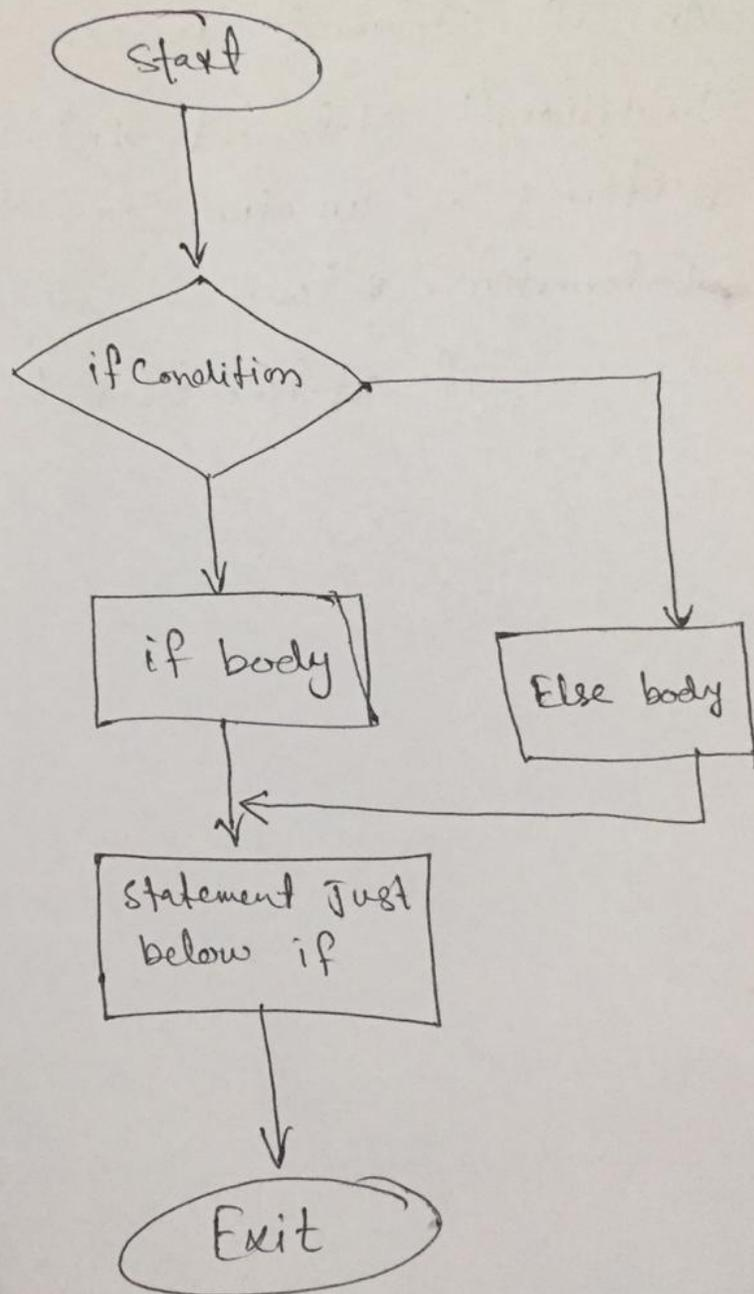 Start
if Condition
if body
Else body
Statement Just
below if
Exit